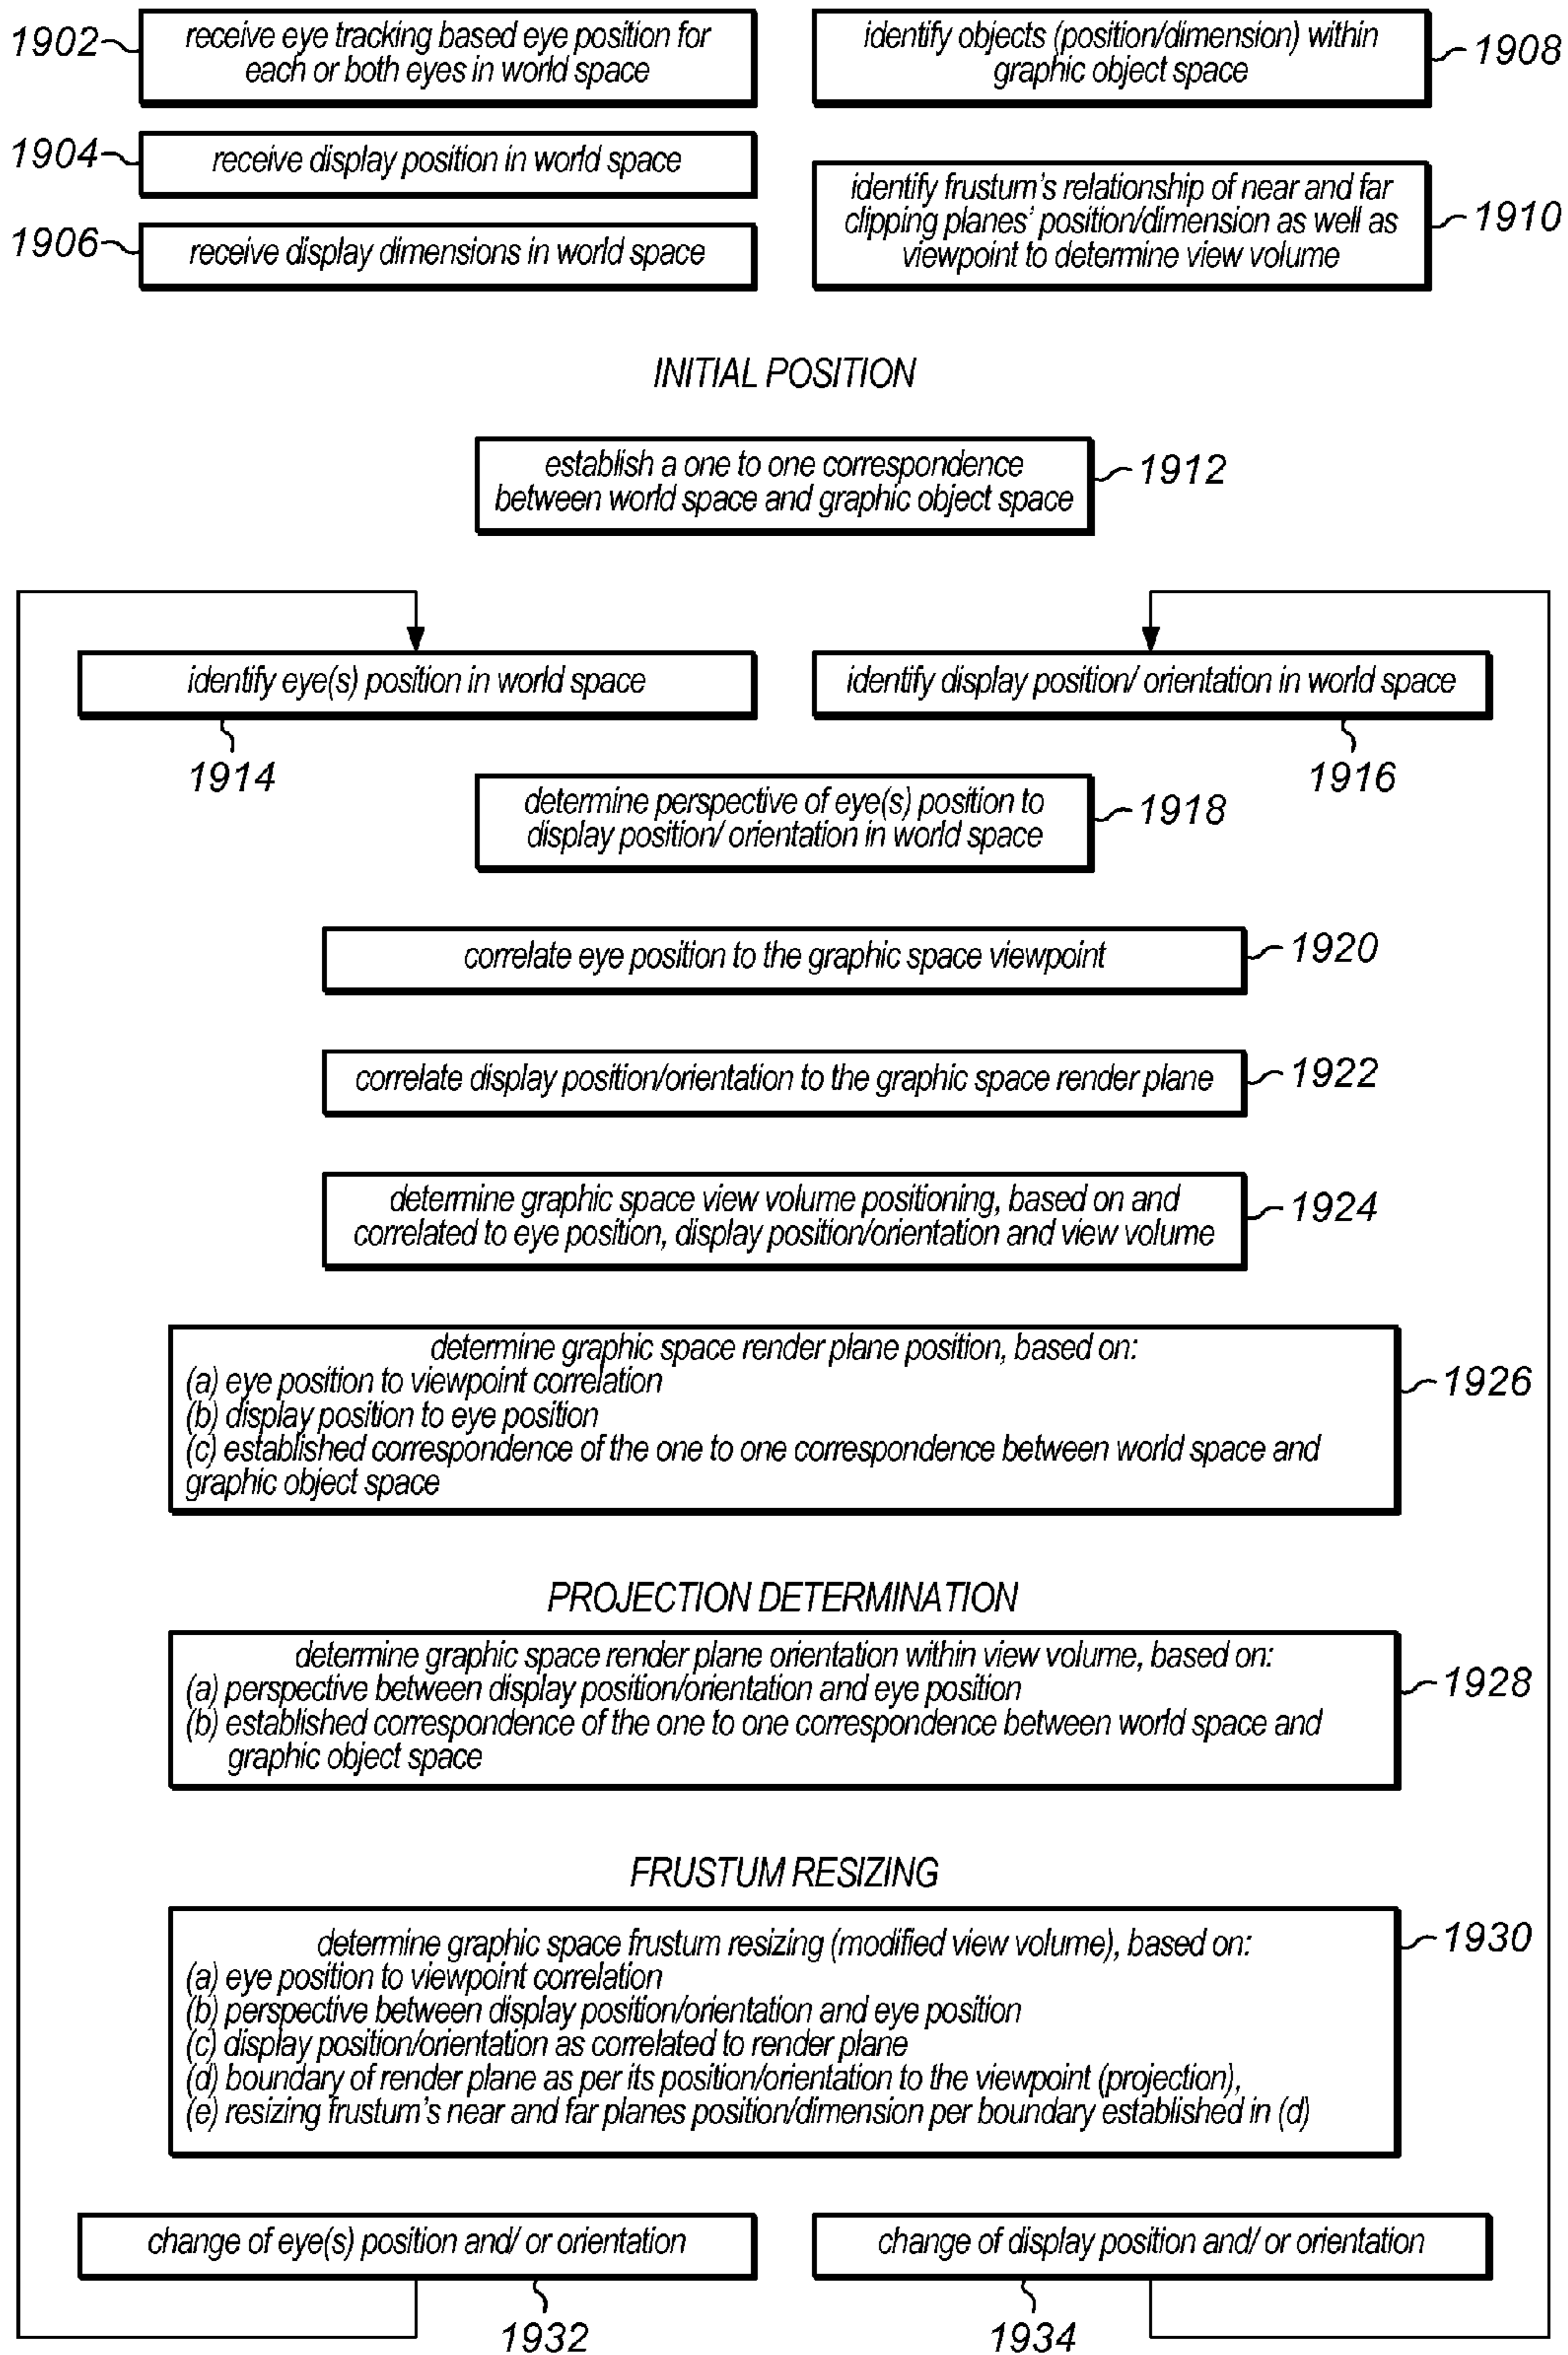 1902
receive eye tracking based eye position for
each or both eyes in world space
identify objects (position/dimension) within
graphic object space
1908
1904
receive display position in world space
1906
receive display dimensions in world space
identify frustum's relationship of near and far
clipping planes' position/dimension as well as
viewpoint to determine view volume
1910
INITIAL POSITION
establish a one to one correspondence
between world space and graphic object space
1912
identify eye(s) position in world space
1914
identify display position/ orientation in world space
1916
determine perspective of eye(s) position to
display position/ orientation in world space
1918
correlate eye position to the graphic space viewpoint
1920
correlate display position/orientation to the graphic space render plane
1922
determine graphic space view volume positioning, based on and
correlated to eye position, display position/orientation and view volume
1924
determine graphic space render plane position, based on:
(a) eye position to viewpoint correlation
(b) display position to eye position
(c) established correspondence of the one to one correspondence between world space and
graphic object space
1926
PROJECTION DETERMINATION
determine graphic space render plane orientation within view volume, based on:
(a) perspective between display position/orientation and eye position
(b) established correspondence of the one to one correspondence between world space and
graphic object space
1928
FRUSTUM RESIZING
determine graphic space frustum resizing (modified view volume), based on:
(a) eye position to viewpoint correlation
(b) perspective between display position/orientation and eye position
(c) display position/orientation as correlated to render plane
(d) boundary of render plane as per its position/orientation to the viewpoint (projection),
(e) resizing frustum's near and far planes position/dimension per boundary established in (d)
1930
change of eye(s) position and/ or orientation
1932
change of display position and/ or orientation
1934